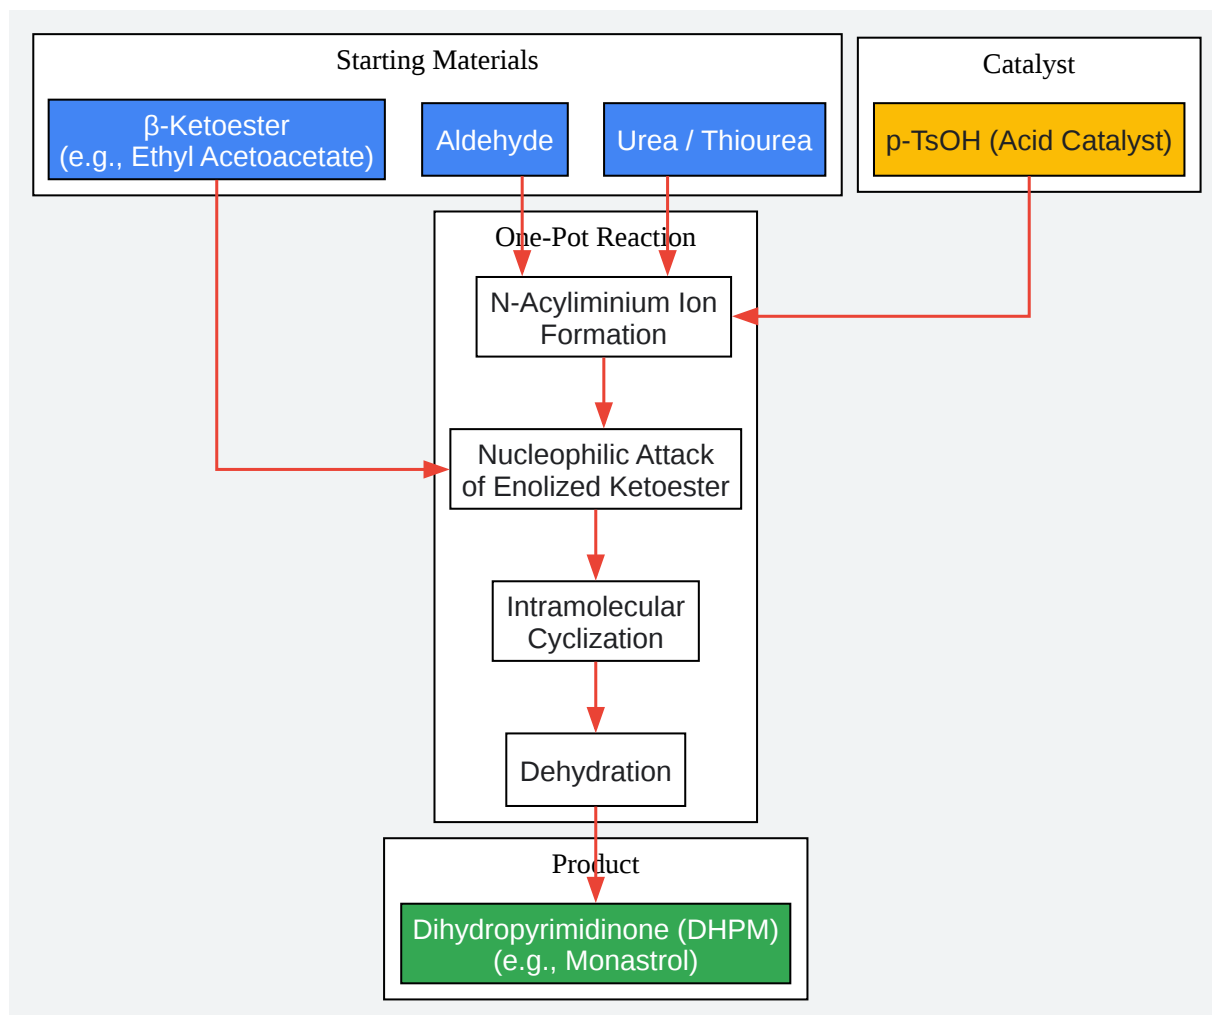 Starting Materials
β-Ketoester
(e.g., Ethyl Acetoacetate)
Aldehyde
Urea / Thiourea
Catalyst
p-TsOH (Acid Catalyst)
One-Pot Reaction
N-Acyliminium Ion
Formation
Nucleophilic Attack
of Enolized Ketoester
Intramolecular
Cyclization
Dehydration
Product
Dihydropyrimidinone (DHPM)
(e.g., Monastrol)